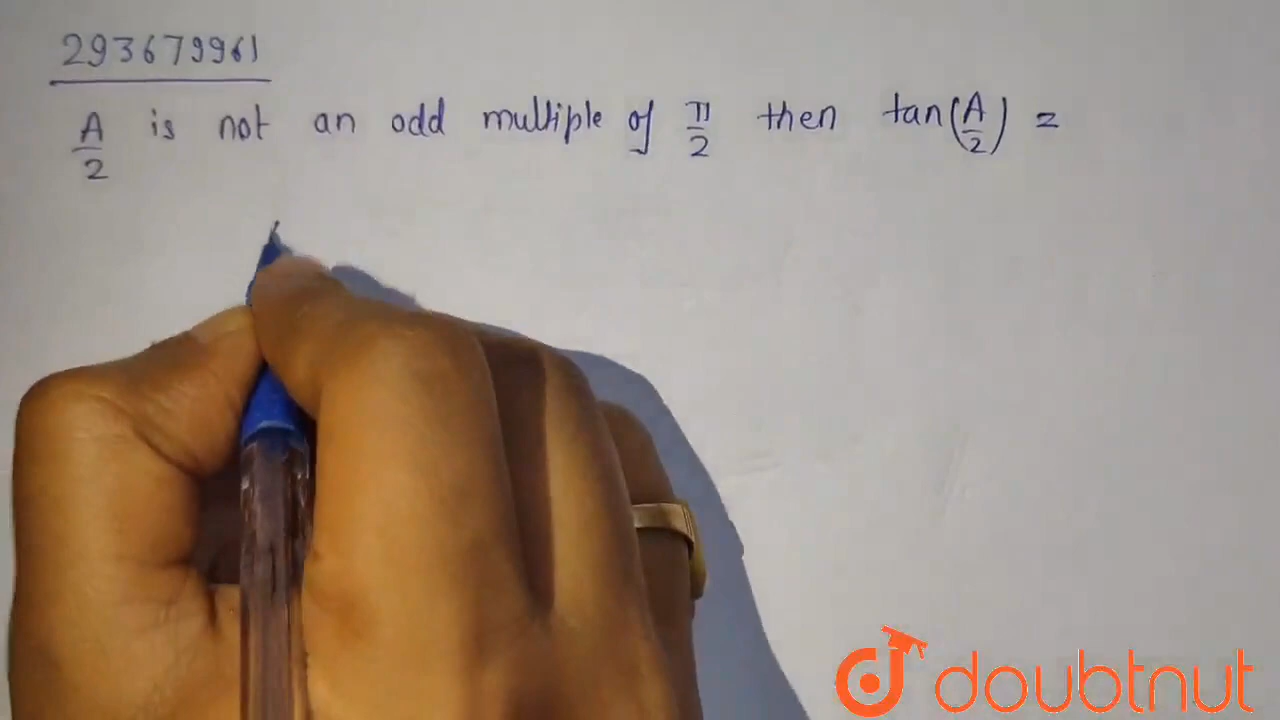 293679961
A/2 is not an odd multiple of π/2 then tan(A/2) =
doubtnut